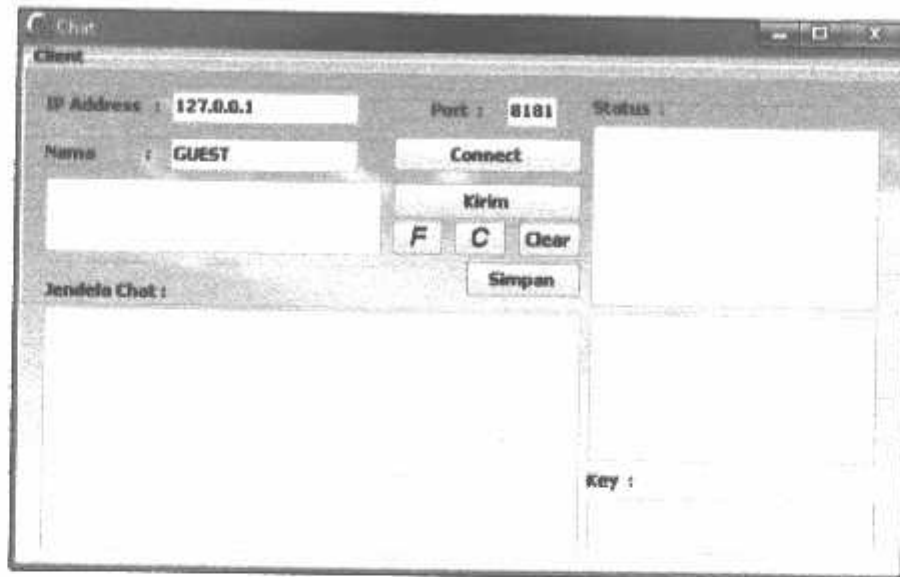 Chat
Client
IP Address : 127.0.0.1 Port : 8181 Status :
Nama : GUEST Connect
Kirim
F C Clear
Simpan
Jendela Chat :
Key :